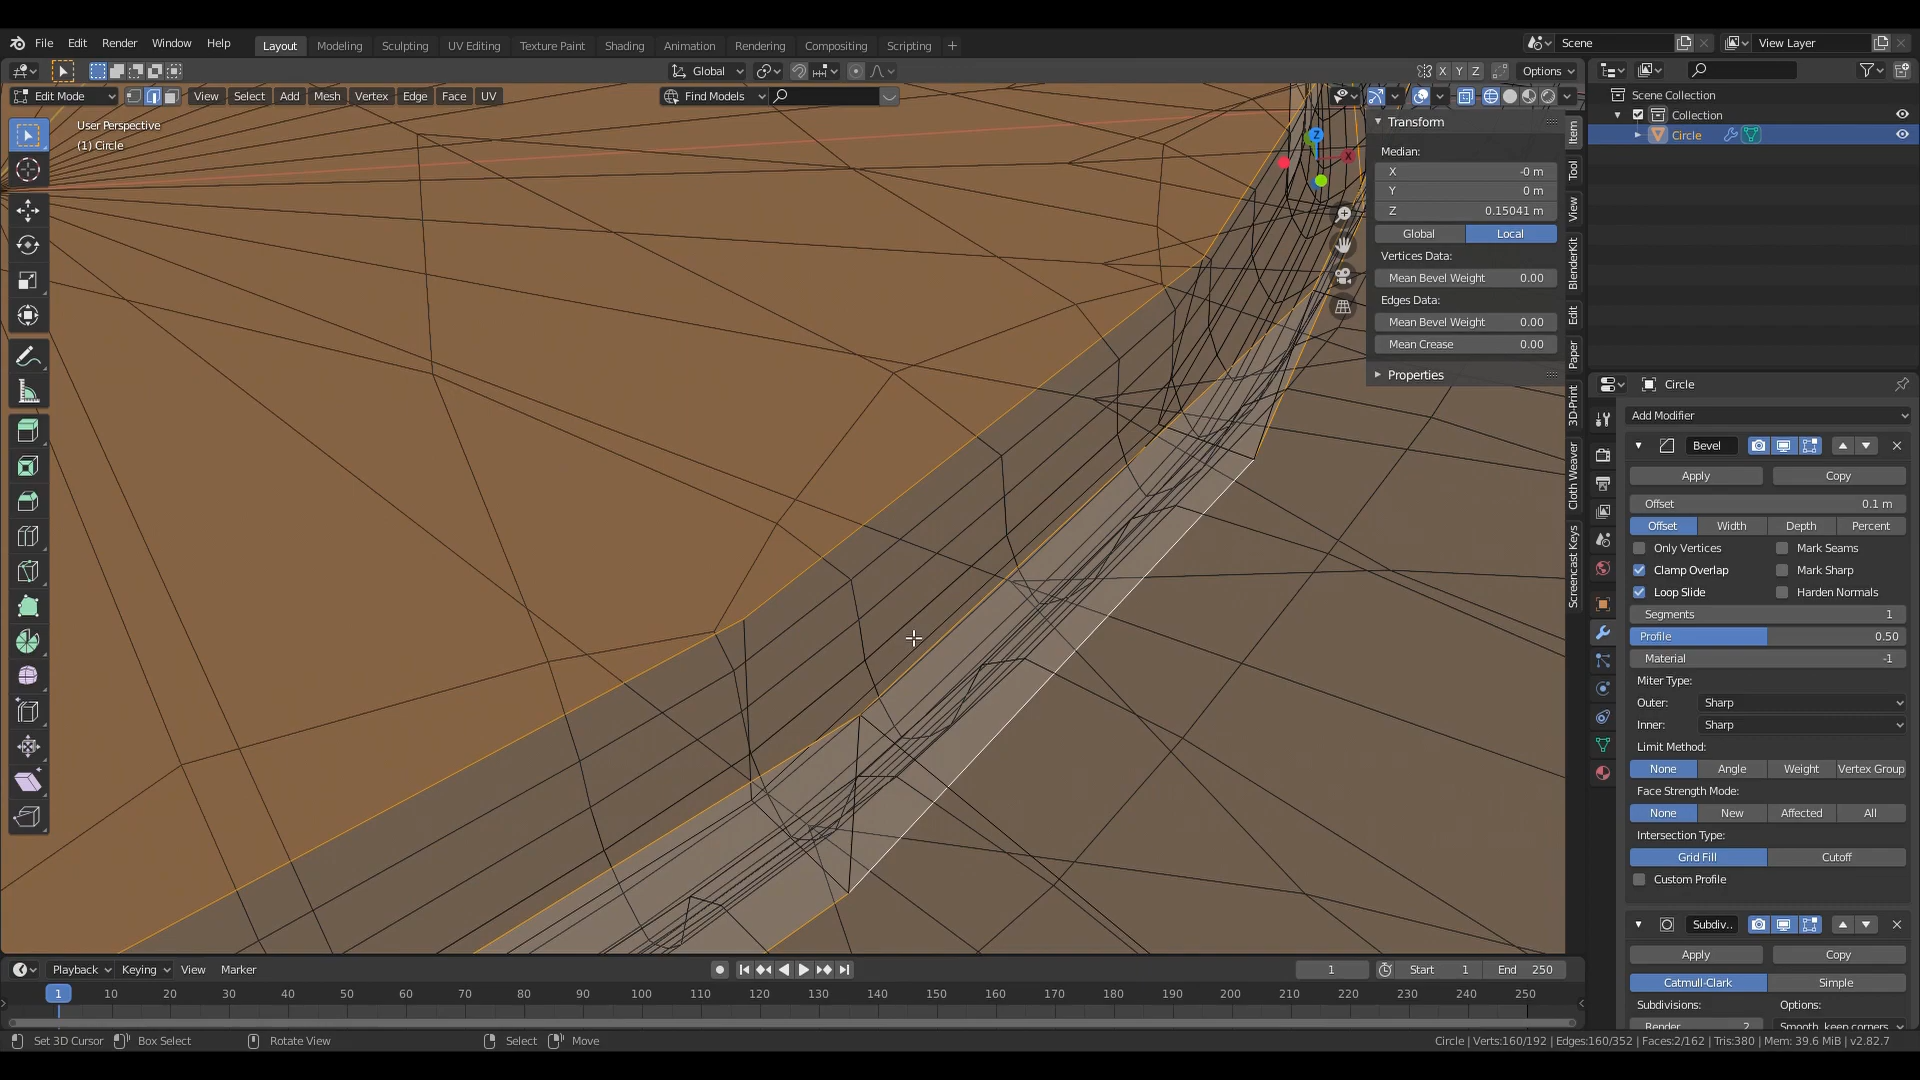 File Edit Render Window Help Layout Modeling Sculpting UV Editing Texture Paint Shading Animation Rendering Compositing Scripting + Scene View Layer
Global X Y Z Options
Edit Mode View Select Add Mesh Vertex Edge Face UV Find Models
User Perspective
(1) Circle
Z
X
Transform
Median:
X -0 m
Y 0 m
Z 0.15041 m
Global Local
Vertices Data:
Mean Bevel Weight 0.00
Edges Data:
Mean Bevel Weight 0.00
Mean Crease 0.00
Properties
Item
Tool
View
BlenderKit
Edit
Paper
3D-Print
Cloth Weaver
Screencast Keys
Scene Collection
Collection
Circle
Circle
Add Modifier
Bevel
Apply Copy
Offset 0.1 m
Offset Width Depth Percent
Only Vertices Mark Seams
Clamp Overlap Mark Sharp
Loop Slide Harden Normals
Segments 1
Profile 0.50
Material -1
Miter Type:
Outer: Sharp
Inner: Sharp
Limit Method:
None Angle Weight Vertex Group
Face Strength Mode:
None New Affected All
Intersection Type:
Grid Fill Cutoff
Custom Profile
Subdiv..
Apply Copy
Catmull-Clark Simple
Subdivisions: Options:
Render 2 Smooth, keep corners
Playback Keying View Marker 1 Start 1 End 250
1 10 20 30 40 50 60 70 80 90 100 110 120 130 140 150 160 170 180 190 200 210 220 230 240 250
Set 3D Cursor Box Select Rotate View Select Move Circle | Verts:160/192 | Edges:160/352 | Faces:2/162 | Tris:380 | Mem: 39.6 MiB | v2.82.7